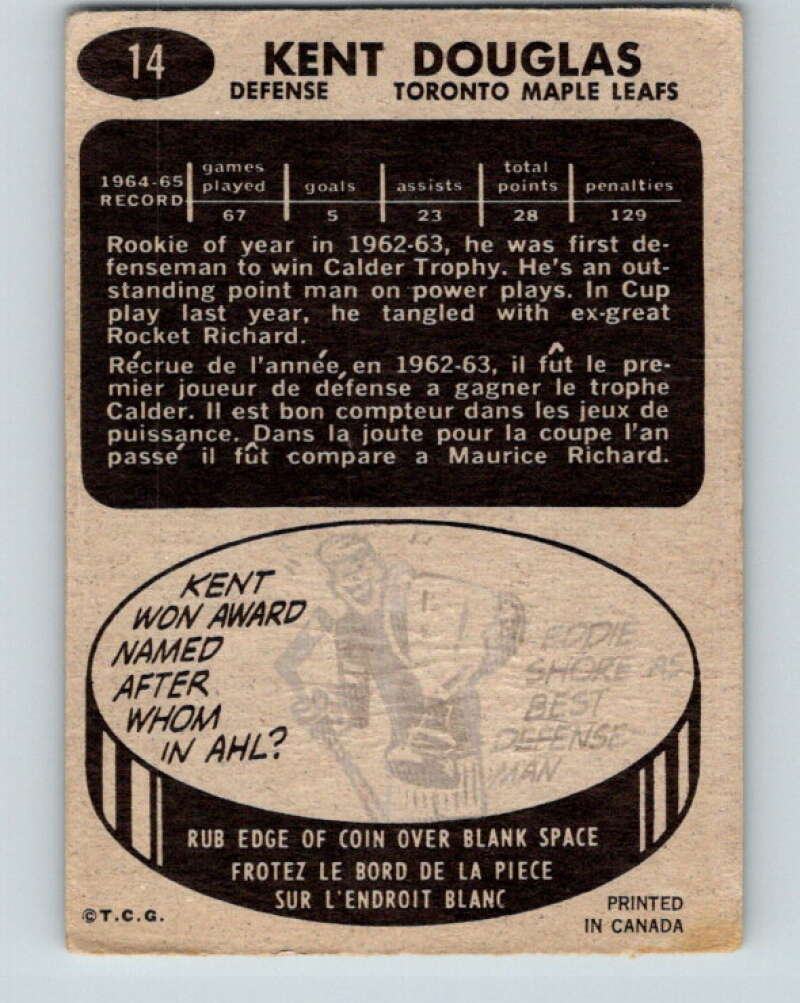 14
KENT DOUGLAS
DEFENSE TORONTO MAPLE LEAFS
1964-65 RECORD games played goals assists total points penalties
67 5 23 28 129
Rookie of year in 1962-63, he was first de-
fenseman to win Calder Trophy. He's an out-
standing point man on power plays. In Cup
play last year, he tangled with ex-great
Rocket Richard.
Récrue de l'année, en 1962-63, il fût le pre-
mier joueur de défense a gagner le trophe
Calder. Il est bon compteur dans les jeux de
puissance. Dans la joute pour la coupe l'an
passé il fût compare a Maurice Richard.
KENT
WON AWARD
NAMED
AFTER
WHOM
IN AHL?
EDDIE
SHORE AS
BEST
DEFENSE
MAN
RUB EDGE OF COIN OVER BLANK SPACE
FROTEZ LE BORD DE LA PIECE
SUR L'ENDROIT BLANC
©T.C.G.
PRINTED
IN CANADA